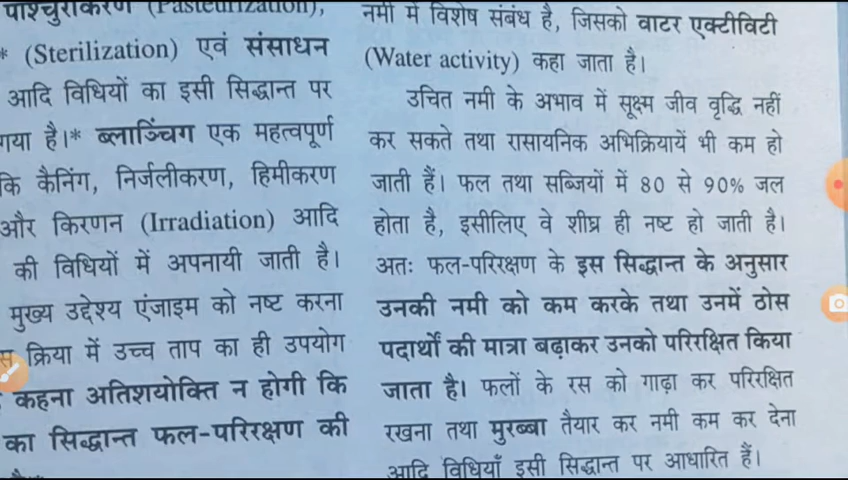 पाश्चुराकरण (Pasteurization),
* (Sterilization) एवं संसाधन
आदि विधियों का इसी सिद्धान्त पर
गया है।* ब्लाञ्चिंग एक महत्वपूर्ण
कि कैनिंग, निर्जलीकरण, हिमीकरण
और किरणन (Irradiation) आदि
की विधियों में अपनायी जाती है।
मुख्य उद्देश्य एंजाइम को नष्ट करना
क्रिया में उच्च ताप का ही उपयोग
कहना अतिशयोक्ति न होगी कि
का सिद्धान्त फल-परिरक्षण की
नमी में विशेष संबंध है, जिसको वाटर एक्टीविटी
(Water activity) कहा जाता है।
उचित नमी के अभाव में सूक्ष्म जीव वृद्धि नहीं
कर सकते तथा रासायनिक अभिक्रियायें भी कम हो
जाती हैं। फल तथा सब्जियों में 80 से 90% जल
होता है, इसीलिए वे शीघ्र ही नष्ट हो जाती है।
अतः फल-परिरक्षण के इस सिद्धान्त के अनुसार
उनकी नमी को कम करके तथा उनमें ठोस
पदार्थों की मात्रा बढ़ाकर उनको परिरक्षित किया
जाता है। फलों के रस को गाढ़ा कर परिरक्षित
रखना तथा मुरब्बा तैयार कर नमी कम कर देना
आदि विधियाँ इसी सिद्धान्त पर आधारित हैं।